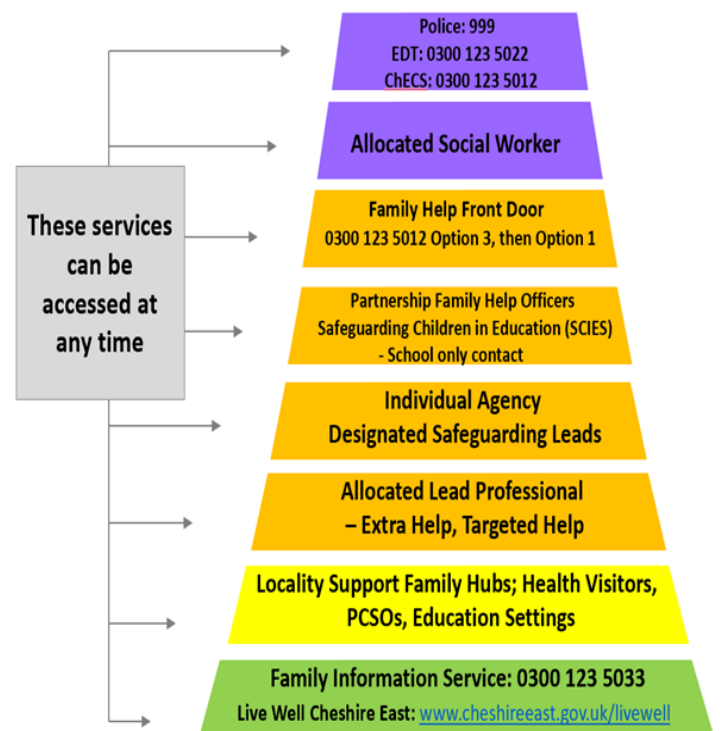 Police: 999
EDT: 0300 123 5022
ChECS: 0300 123 5012
Allocated Social Worker
These services
can be
accessed at
any time
Family Help Front Door
0300 123 5012 Option 3, then Option 1
Partnership Family Help Officers
Safeguarding Children in Education (SCIES)
- School only contact
Individual Agency
Designated Safeguarding Leads
Allocated Lead Professional
– Extra Help, Targeted Help
Locality Support Family Hubs; Health Visitors,
PCSOs, Education Settings
Family Information Service: 0300 123 5033
Live Well Cheshire East: www.cheshireeast.gov.uk/livewell